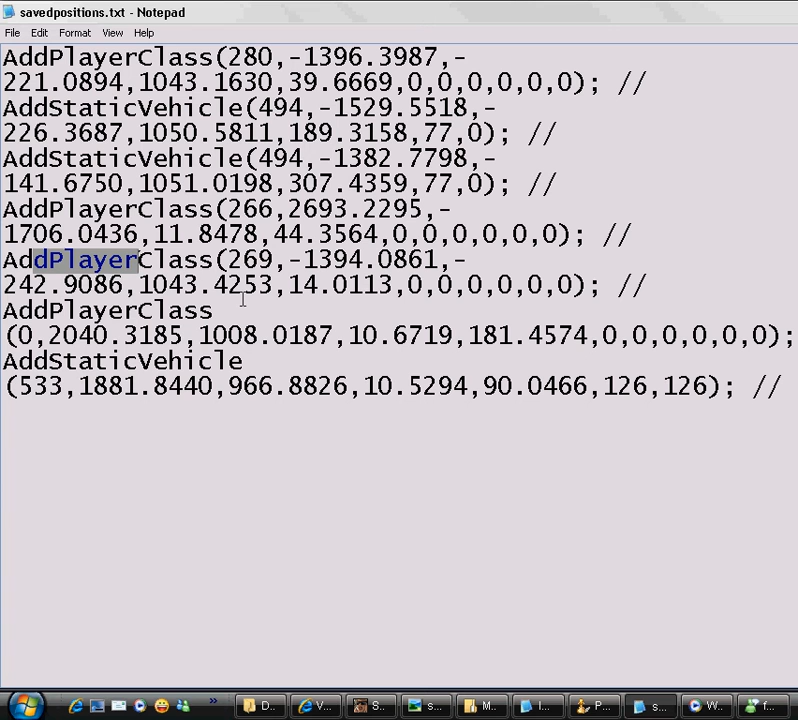 savedpositions.txt - Notepad
File Edit Format View Help
AddPlayerClass(280,-1396.3987,-
221.0894,1043.1630,39.6669,0,0,0,0,0,0); //
AddStaticVehicle(494,-1529.5518,-
226.3687,1050.5811,189.3158,77,0); //
AddStaticVehicle(494,-1382.7798,-
141.6750,1051.0198,307.4359,77,0); //
AddPlayerClass(266,2693.2295,-
1706.0436,11.8478,44.3564,0,0,0,0,0,0); //
AddPlayerClass(269,-1394.0861,-
242.9086,1043.4253,14.0113,0,0,0,0,0,0); //
AddPlayerClass
(0,2040.3185,1008.0187,10.6719,181.4574,0,0,0,0,0,0);
AddStaticVehicle
(533,1881.8440,966.8826,10.5294,90.0466,126,126); //
D... V... S... s... M... I... P... s... W... f...